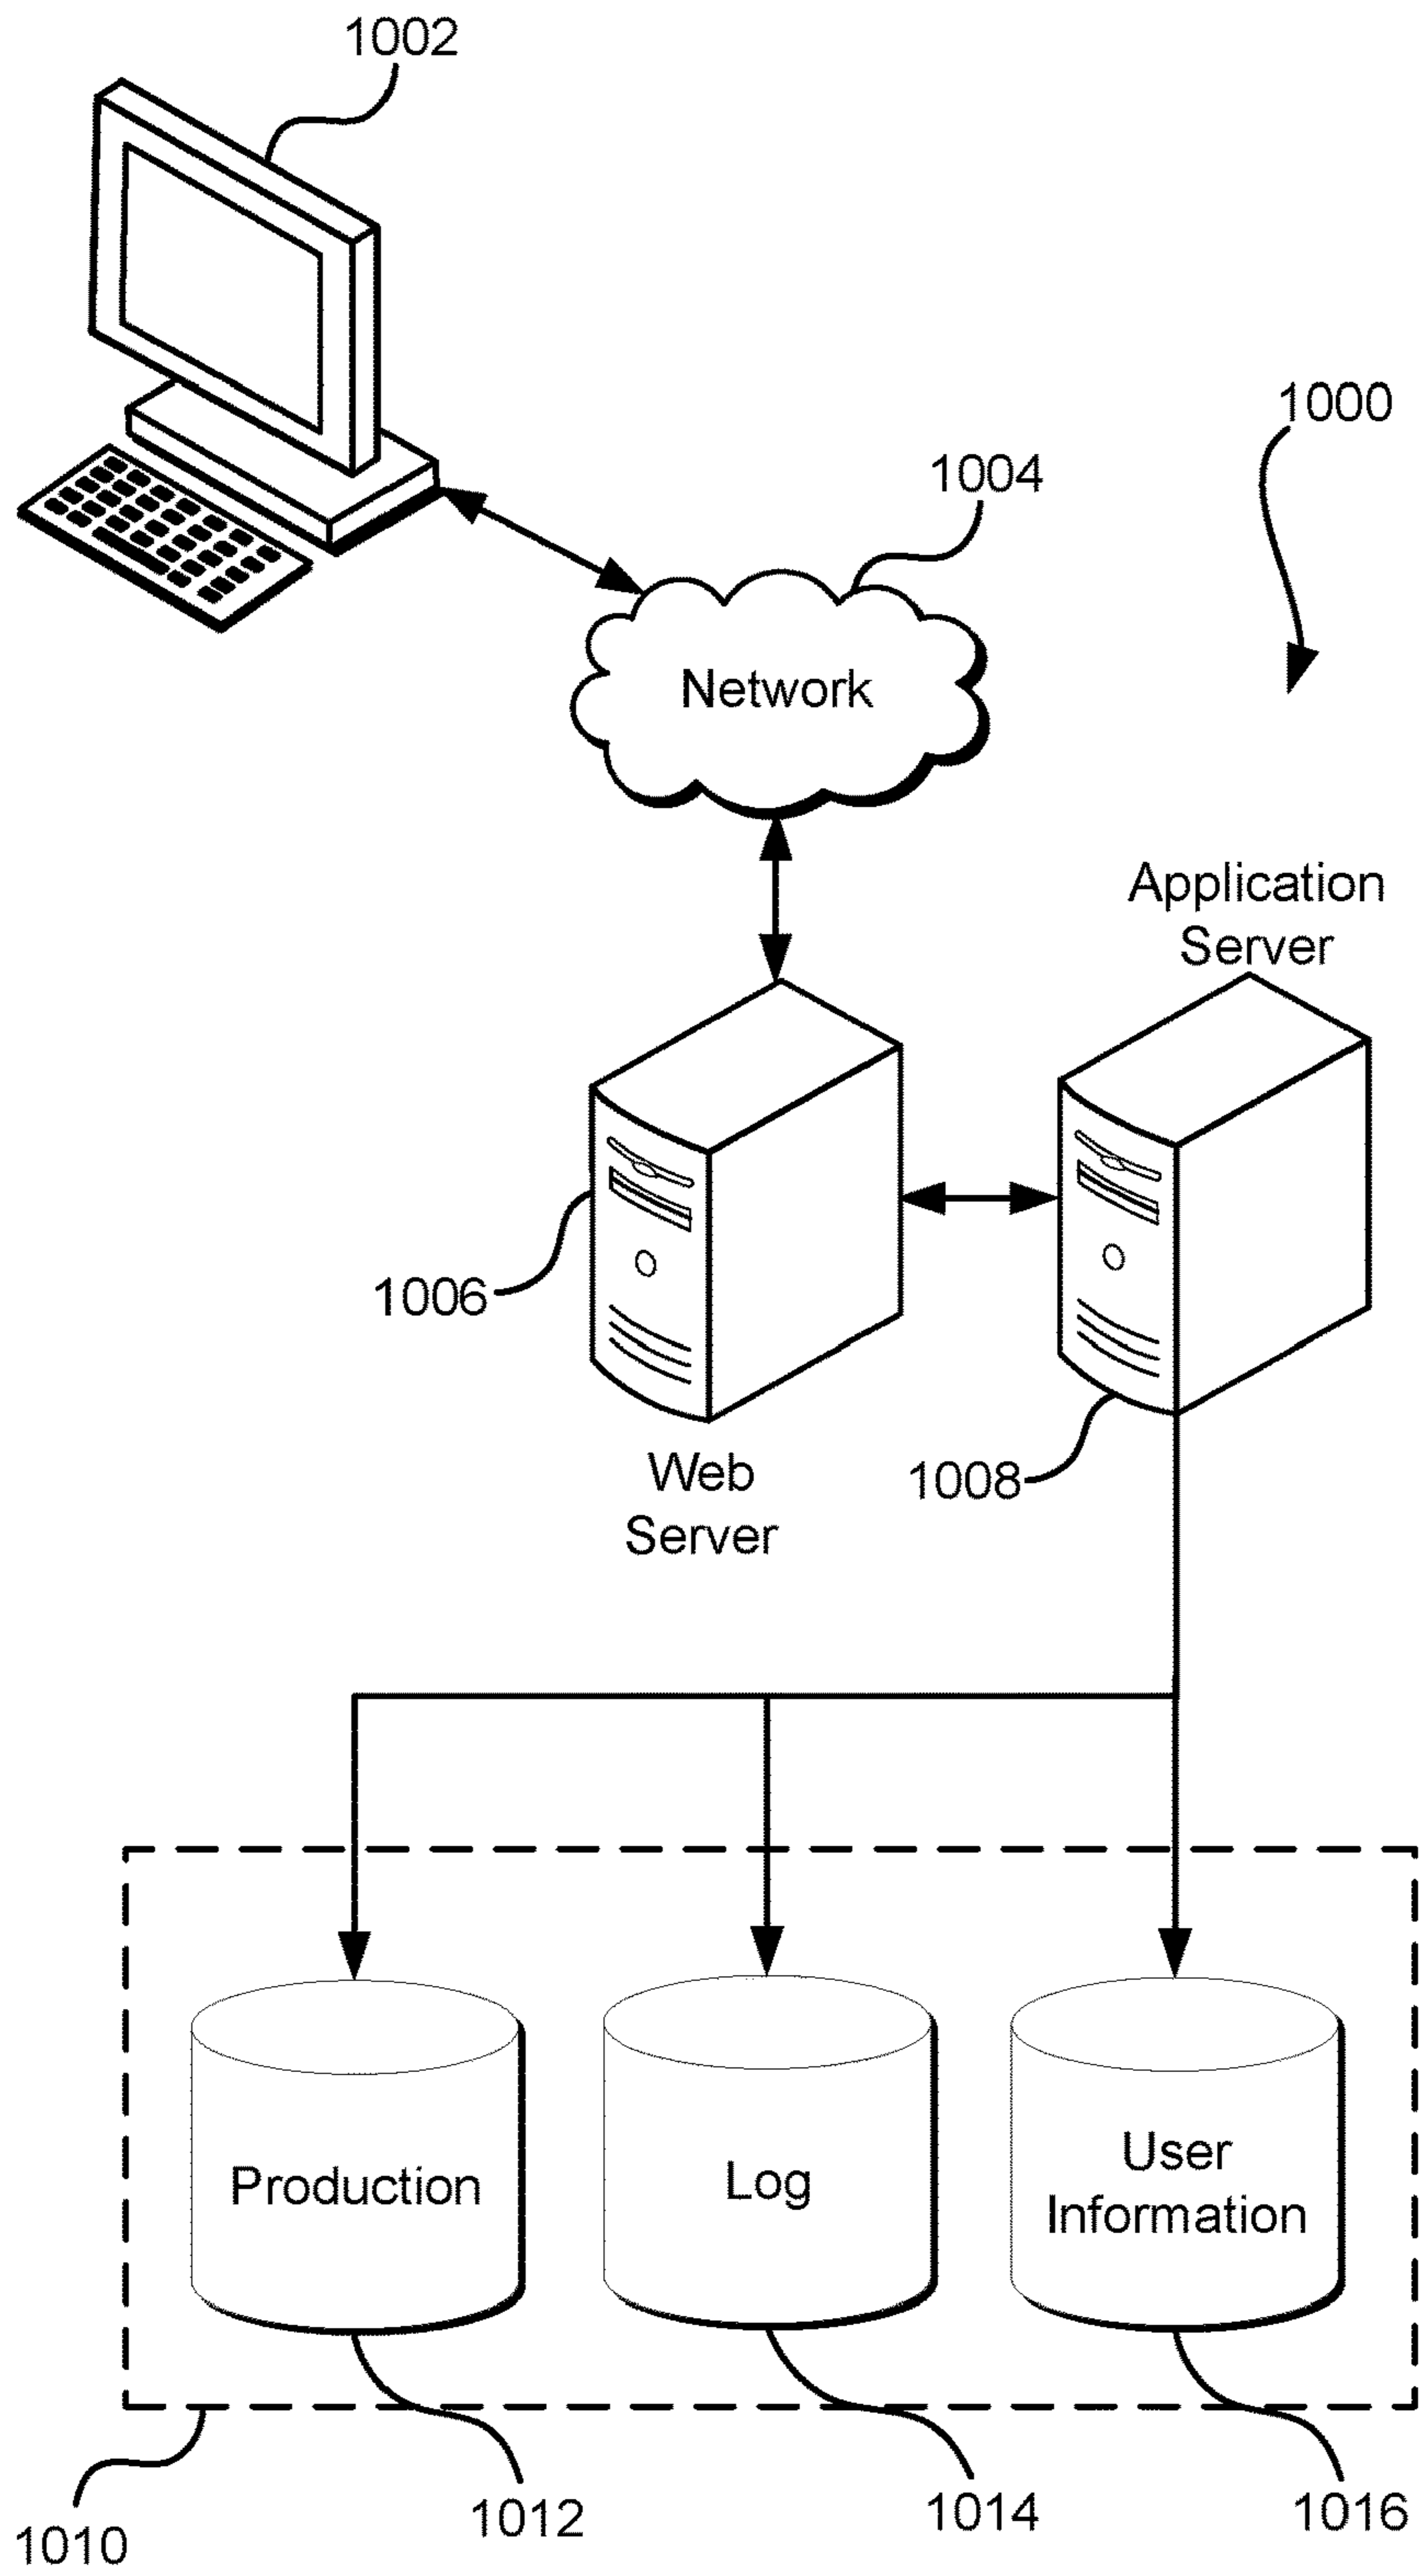 1002
1000
1004
Network
Application
Server
1006
Web
Server
1008
Production
Log
User
Information
1010
1012
1014
1016